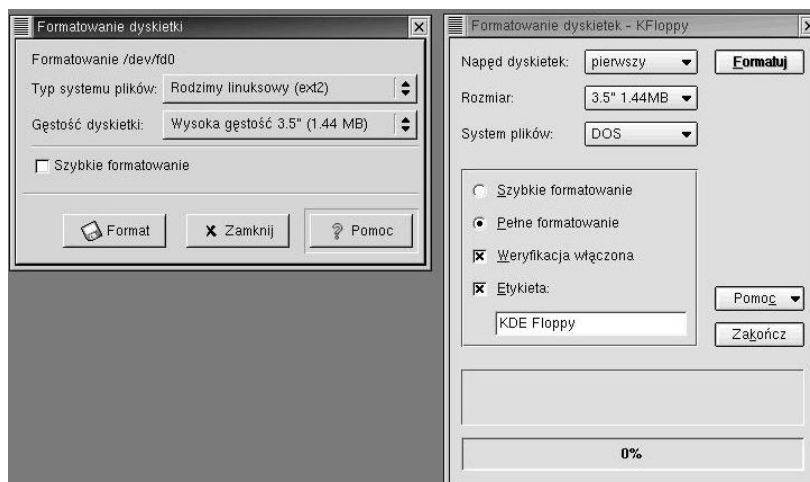 Formatowanie dyskietki
Formatowanie /dev/fd0
Typ systemu plików: Rodzimy linuksowy (ext2)
Gęstość dyskietki: Wysoka gęstość 3.5" (1.44 MB)
Szybkie formatowanie
Format Zamknij Pomoc
Formatowanie dyskietek - KFloppy
Napęd dyskietek: pierwszy Formatuj
Rozmiar: 3.5" 1.44MB
System plików: DOS
Szybkie formatowanie
Pełne formatowanie
Weryfikacja włączona
Etykieta:
KDE Floppy
Pomoc
Zakończ
0%